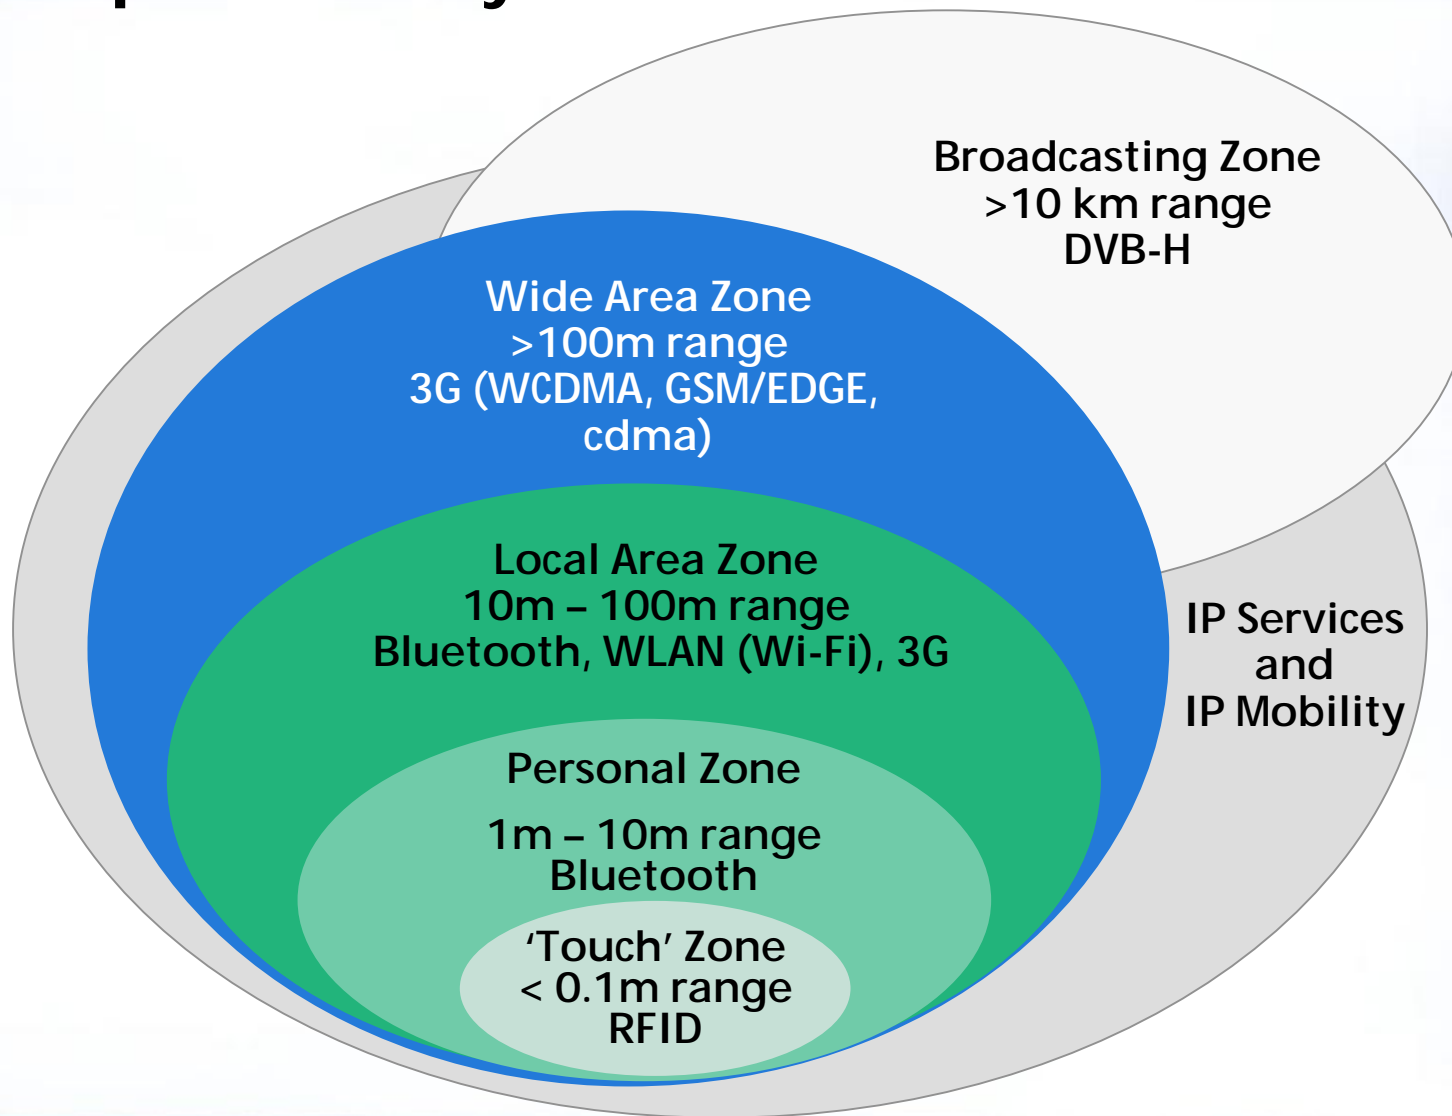 Broadcasting Zone
>10 km range
DVB-H
Wide Area Zone
>100m range
3G (WCDMA, GSM/EDGE,
cdma)
Local Area Zone
10m – 100m range
Bluetooth, WLAN (Wi-Fi), 3G
IP Services
and
IP Mobility
Personal Zone
1m – 10m range
Bluetooth
‘Touch’ Zone
< 0.1m range
RFID